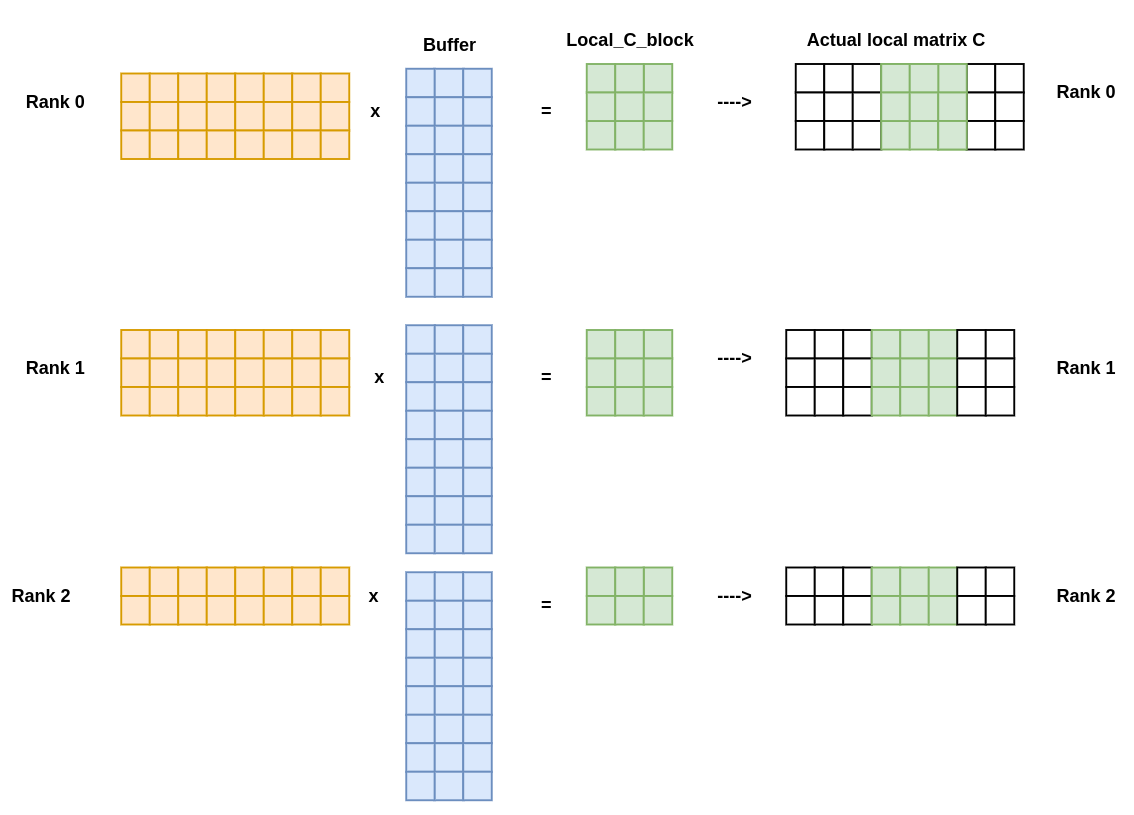 Buffer
Local_C_block
Actual local matrix C
Rank 0
x
=
---->
Rank 0
Rank 1
x
=
---->
Rank 1
Rank 2
x
=
---->
Rank 2